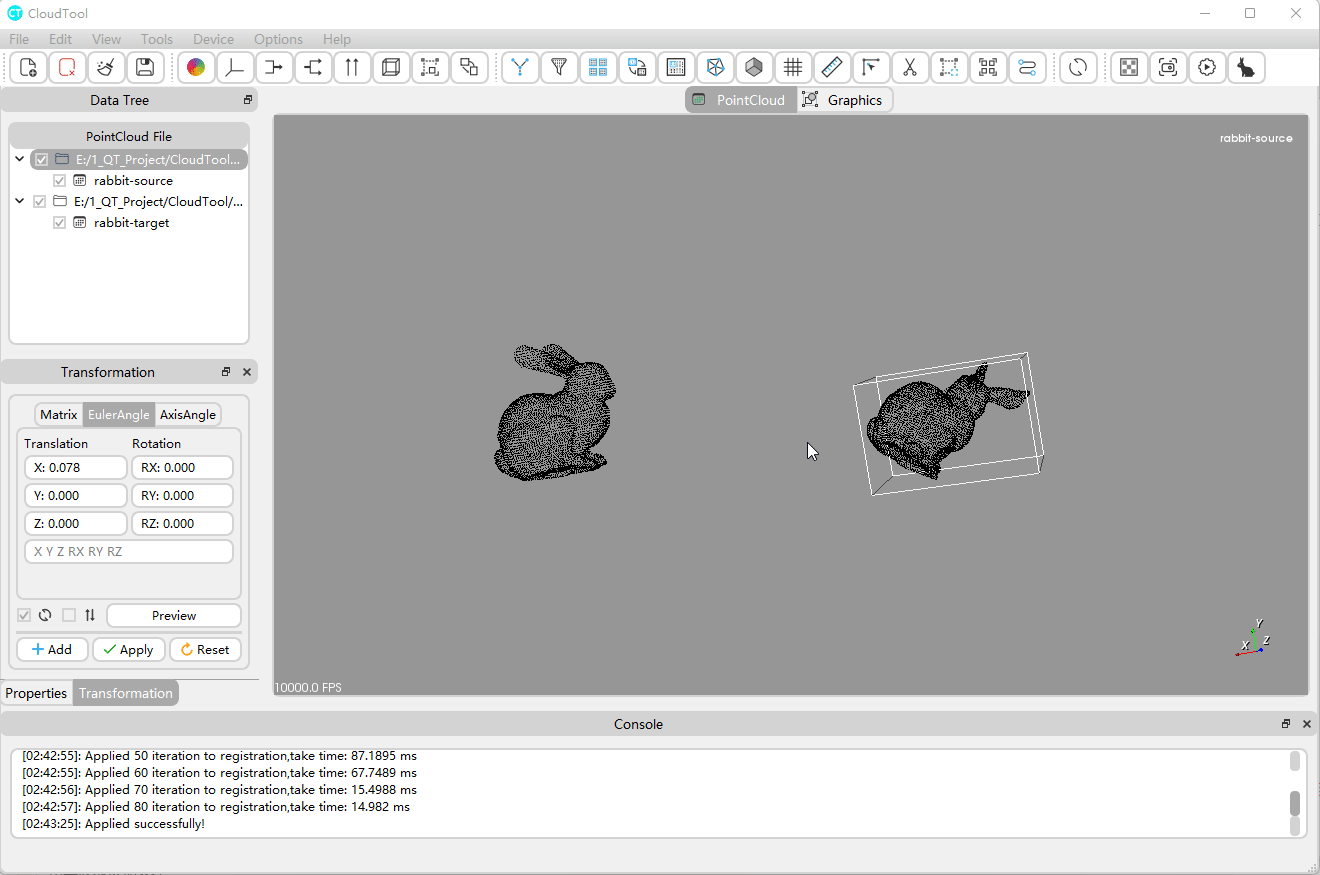 CT CloudTool
File Edit View Tools Device Options Help
Data Tree
PointCloud File
E:/1_QT_Project/CloudTool...
rabbit-source
E:/1_QT_Project/CloudTool/...
rabbit-target
Transformation
Matrix EulerAngle AxisAngle
Translation Rotation
X: 0.078 RX: 0.000
Y: 0.000 RY: 0.000
Z: 0.000 RZ: 0.000
X Y Z RX RY RZ
Preview
Add Apply Reset
Properties Transformation
PointCloud Graphics
rabbit-source
Y
X Z
10000.0 FPS
Console
[02:42:55]: Applied 50 iteration to registration,take time: 87.1895 ms
[02:42:55]: Applied 60 iteration to registration,take time: 67.7489 ms
[02:42:56]: Applied 70 iteration to registration,take time: 15.4988 ms
[02:42:57]: Applied 80 iteration to registration,take time: 14.982 ms
[02:43:25]: Applied successfully!